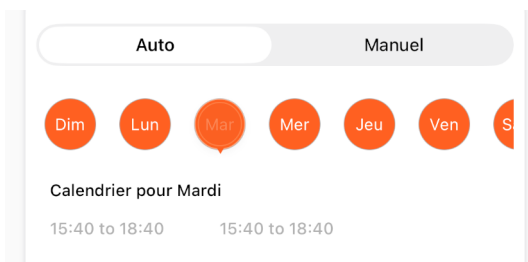 Auto Manuel
Dim Lun Mar Mer Jeu Ven
Calendrier pour Mardi
15:40 to 18:40 15:40 to 18:40